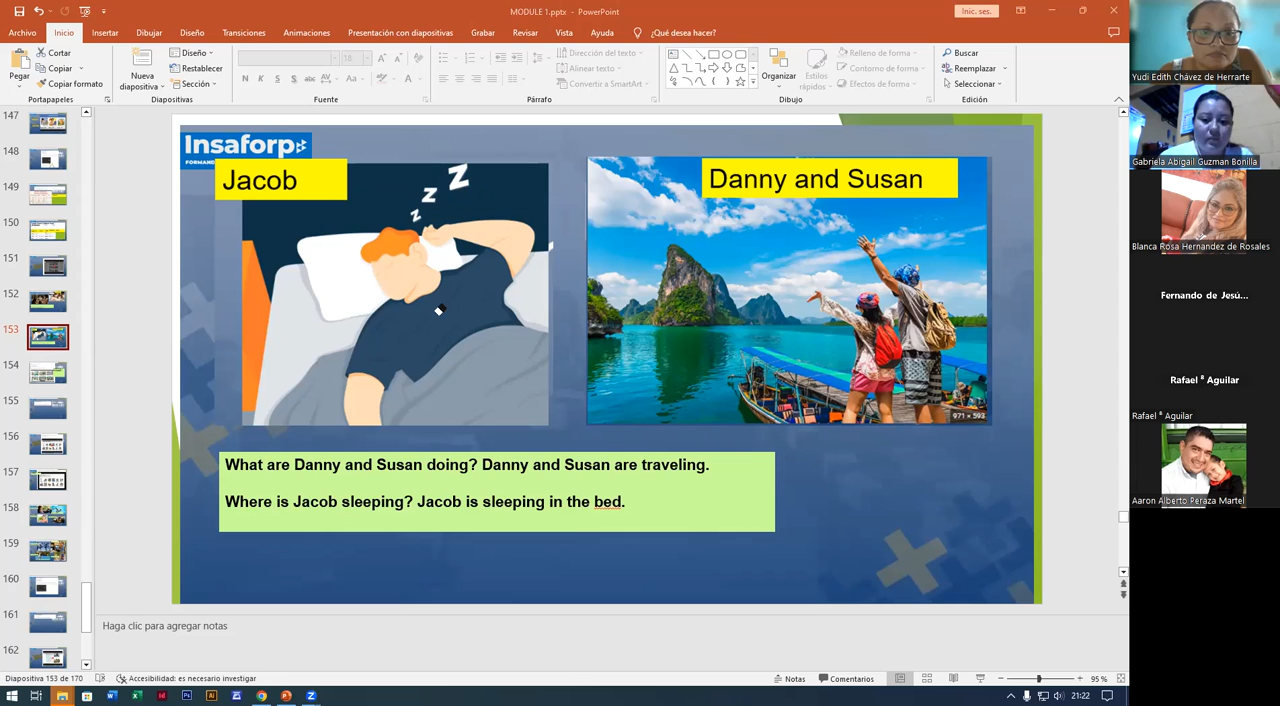 MODULE 1.pptx - PowerPoint
Inic. ses.
Archivo Inicio Insertar Dibujar Diseño Transiciones Animaciones Presentación con diapositivas Grabar Revisar Vista Ayuda ¿Qué desea hacer?
Pegar
Cortar
Copiar
Copiar formato
Portapapeles
Nueva diapositiva
Diseño
Restablecer
Sección
Diapositivas
18
N K S S abc AV Aa A
Fuente
Párrafo
Dirección del texto
Alinear texto
Convertir a SmartArt
Organizar
Estilos rápidos
Relleno de forma
Contorno de forma
Efectos de forma
Dibujo
Buscar
Reemplazar
Seleccionar
Edición
147
148
150
151
152
153
154
155
156
157
158
159
160
161
162
Insaforp
Jacob
z z z
Danny and Susan
971 × 593
What are Danny and Susan doing? Danny and Susan are traveling.
Where is Jacob sleeping? Jacob is sleeping in the bed.
Haga clic para agregar notas
Diapositiva 153 de 170
Accesibilidad: es necesario investigar
Notas
Comentarios
95 %
21:22
Yudi Edith Chávez de Herrarte
Gabriela Abigail Guzman Bonilla
Blanca Rosa Hernandez de Rosales
Fernando de Jesú...
Rafael ° Aguilar
Rafael ° Aguilar
Aaron Alberto Peraza Martel